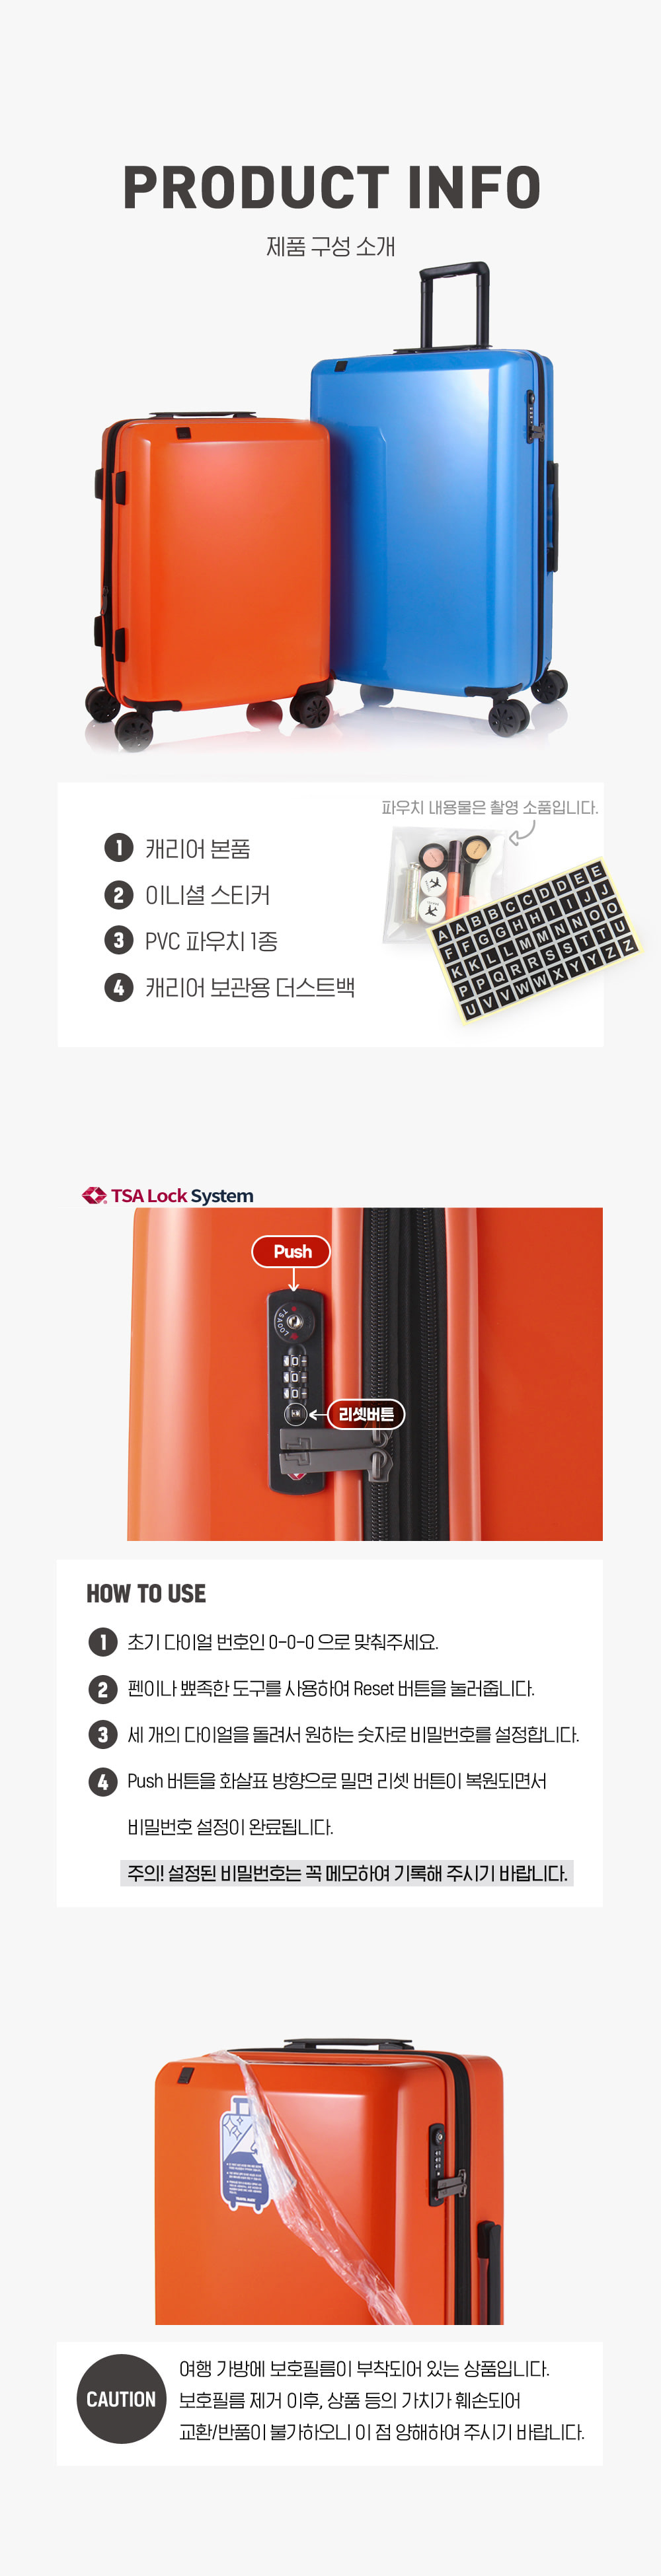 PRODUCT INFO
제품 구성 소개
파우치 내용물은 촬영 소품입니다.
1 캐리어 본품
2 이니셜 스티커
3 PVC 파우치 1종
4 캐리어 보관용 더스트백
A A B B C C D D E E
F F G G H H I I J J
K K L L M M N N O O
P P Q R R S S T T U
U V V W W X Y Y Z Z
TSA Lock System
Push
TSA001
0
0
0
리셋버튼
HOW TO USE
1 초기 다이얼 번호인 0-0-0 으로 맞춰주세요.
2 펜이나 뾰족한 도구를 사용하여 Reset 버튼을 눌러줍니다.
3 세 개의 다이얼을 돌려서 원하는 숫자로 비밀번호를 설정합니다.
4 Push 버튼을 화살표 방향으로 밀면 리셋 버튼이 복원되면서
비밀번호 설정이 완료됩니다.
주의! 설정된 비밀번호는 꼭 메모하여 기록해 주시기 바랍니다.
CAUTION
여행 가방에 보호필름이 부착되어 있는 상품입니다.
보호필름 제거 이후, 상품 등의 가치가 훼손되어
교환/반품이 불가하오니 이 점 양해하여 주시기 바랍니다.